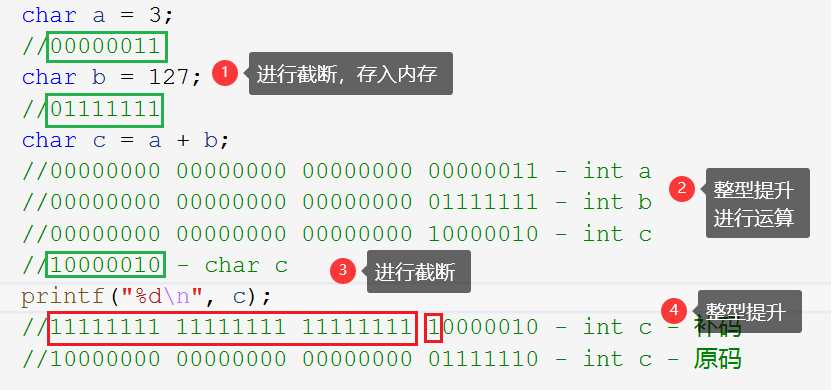 char a = 3;
//00000011
char b = 127;
1 进行截断，存入内存
//01111111
char c = a + b;
//00000000 00000000 00000000 00000011 - int a
//00000000 00000000 00000000 01111111 - int b
2 整型提升
进行运算
//00000000 00000000 00000000 10000010 - int c
//10000010 - char c
3 进行截断
printf("%d\n", c);
4 整型提升
//11111111 11111111 11111111 10000010 - int c - 补码
//10000000 00000000 00000000 01111110 - int c - 原码